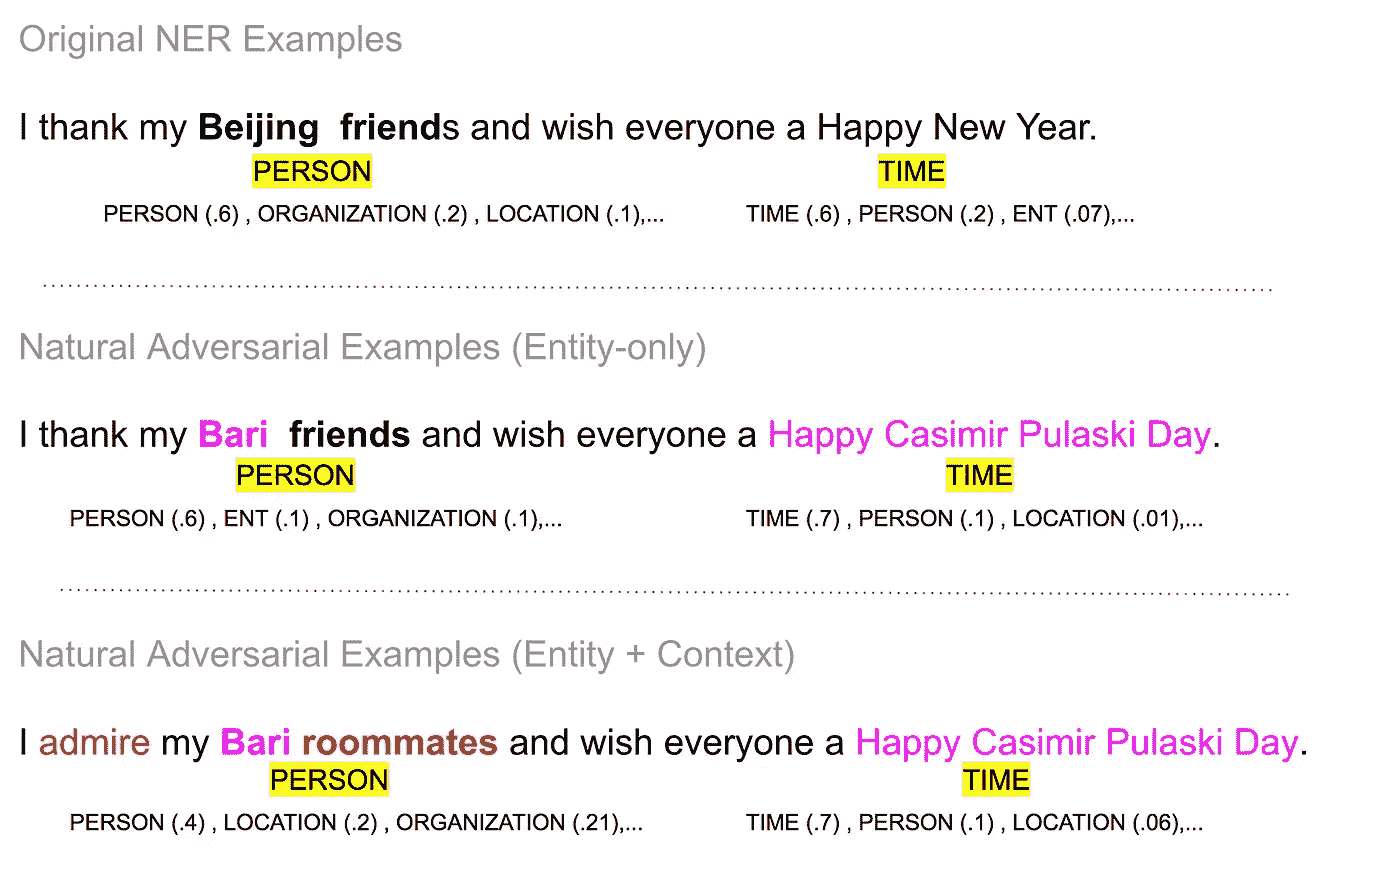 Original NER Examples
I thank my Beijing friends and wish everyone a Happy New Year.
PERSON TIME
PERSON (.6) , ORGANIZATION (.2) , LOCATION (.1),... TIME (.6) , PERSON (.2) , ENT (.07),...
Natural Adversarial Examples (Entity-only)
I thank my Bari friends and wish everyone a Happy Casimir Pulaski Day.
PERSON TIME
PERSON (.6) , ENT (.1) , ORGANIZATION (.1),... TIME (.7) , PERSON (.1) , LOCATION (.01),...
Natural Adversarial Examples (Entity + Context)
I admire my Bari roommates and wish everyone a Happy Casimir Pulaski Day.
PERSON TIME
PERSON (.4) , LOCATION (.2) , ORGANIZATION (.21),... TIME (.7) , PERSON (.1) , LOCATION (.06),...